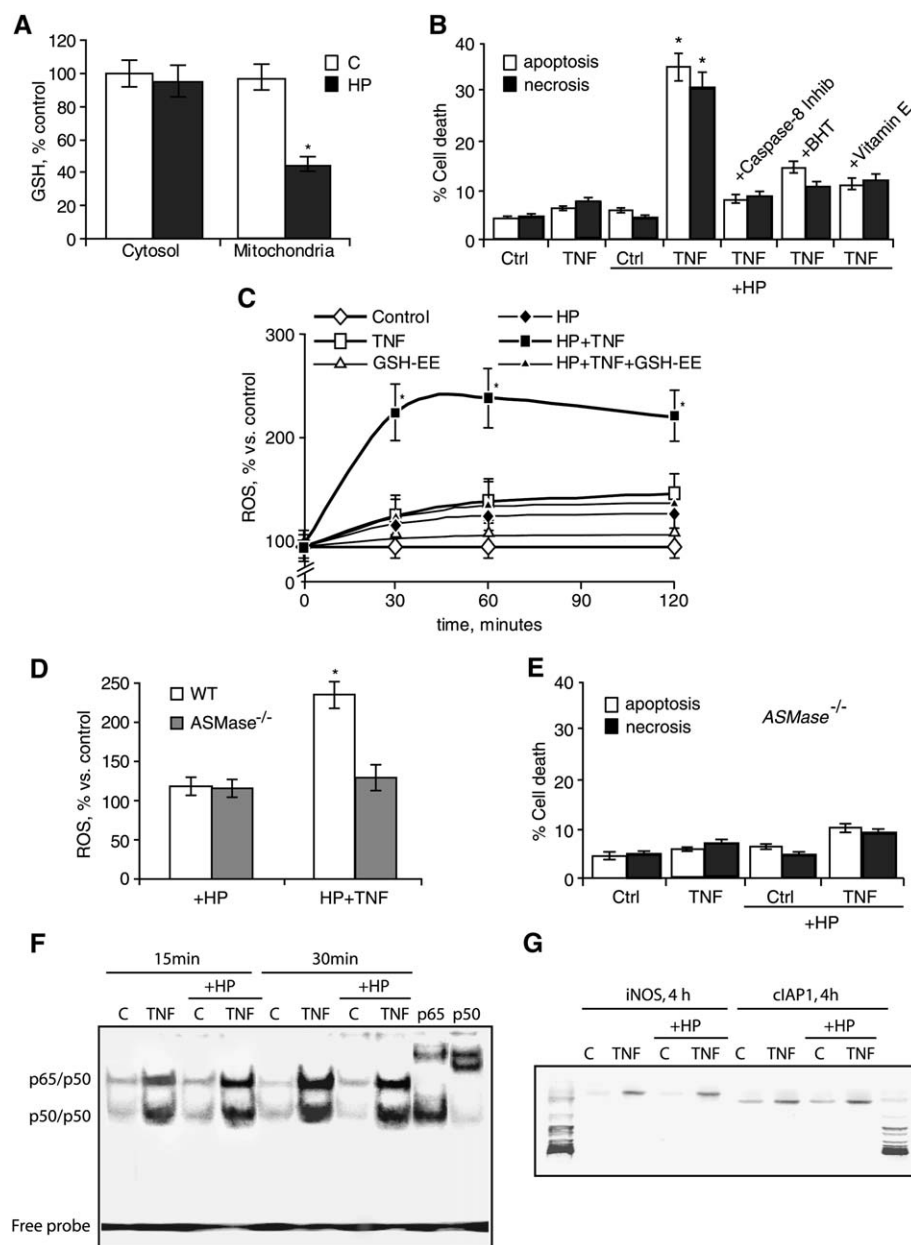 A
GSH, % control
120
100
80
60
40
20
0
C
HP
*
Cytosol
Mitochondria
B
% Cell death
40
30
20
10
0
apoptosis
necrosis
*
*
+Caspase-8 Inhib
+BHT
+Vitamin E
Ctrl TNF Ctrl TNF TNF TNF TNF
+HP
C
Control
TNF
GSH-EE
HP
HP+TNF
HP+TNF+GSH-EE
ROS, % vs. control
300
200
100
0
*
*
*
0 30 60 90 120
time, minutes
D
ROS, % vs. control
250
200
150
100
50
0
WT
ASMase-/-
*
+HP
HP+TNF
E
% Cell death
40
30
20
10
0
apoptosis
necrosis
ASMase -/-
Ctrl TNF Ctrl TNF
+HP
F
15min 30min
+HP +HP
C TNF C TNF C TNF C TNF p65 p50
p65/p50
p50/p50
Free probe
G
iNOS, 4 h cIAP1, 4h
+HP +HP
C TNF C TNF C TNF C TNF